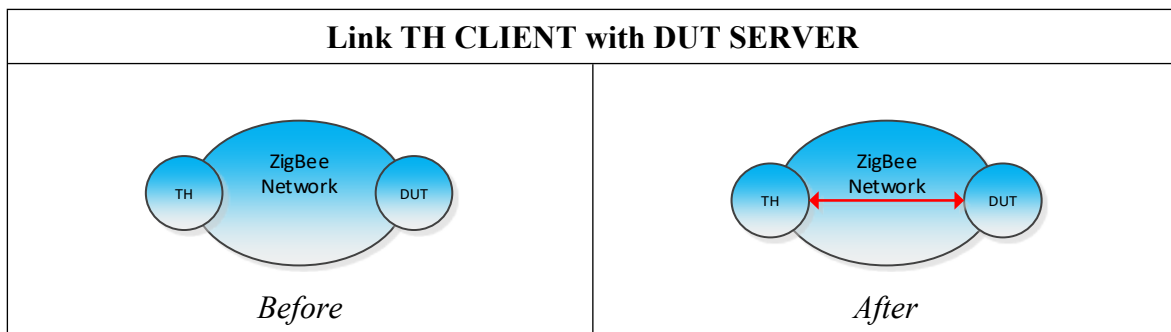 Link TH CLIENT with DUT SERVER
ZigBee
Network
TH
DUT
Before
ZigBee
Network
TH
DUT
After